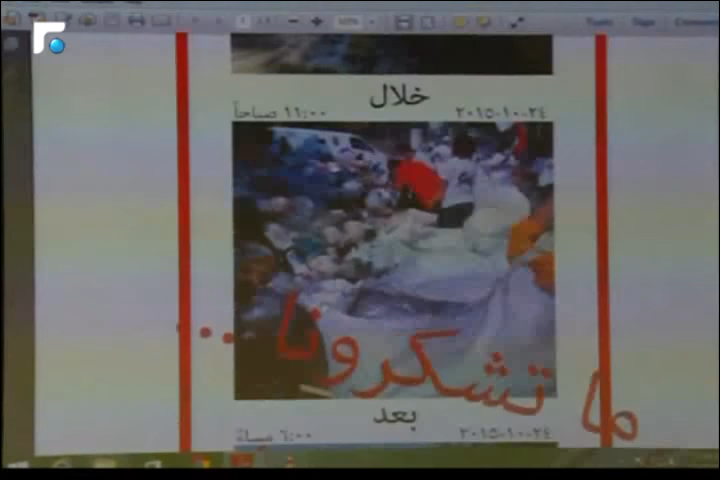 خلال
٢٤-١٠-٢٠١٥ ١١:٠٠ صباحاً
ما تشكرونا ...
بعد
٢٤-١٠-٢٠١٥ ٦:٠٠ مساءً